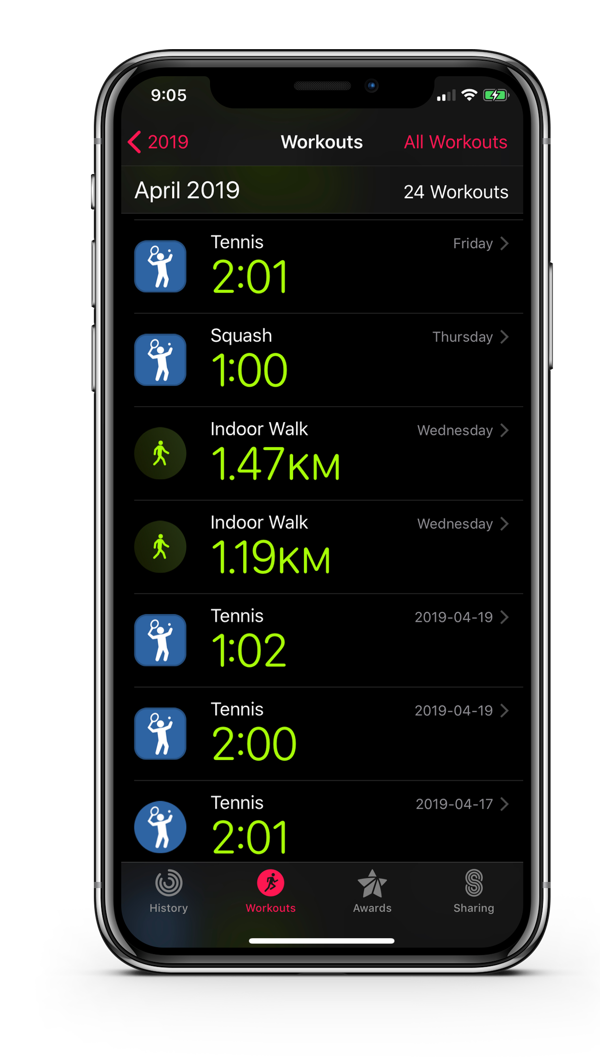 9:05
2019
Workouts
All Workouts
April 2019
24 Workouts
Tennis
Friday
2:01
Squash
Thursday
1:00
Indoor Walk
Wednesday
1.47KM
Indoor Walk
Wednesday
1.19KM
Tennis
2019-04-19
1:02
Tennis
2019-04-19
2:00
Tennis
2019-04-17
2:01
History
Workouts
Awards
Sharing